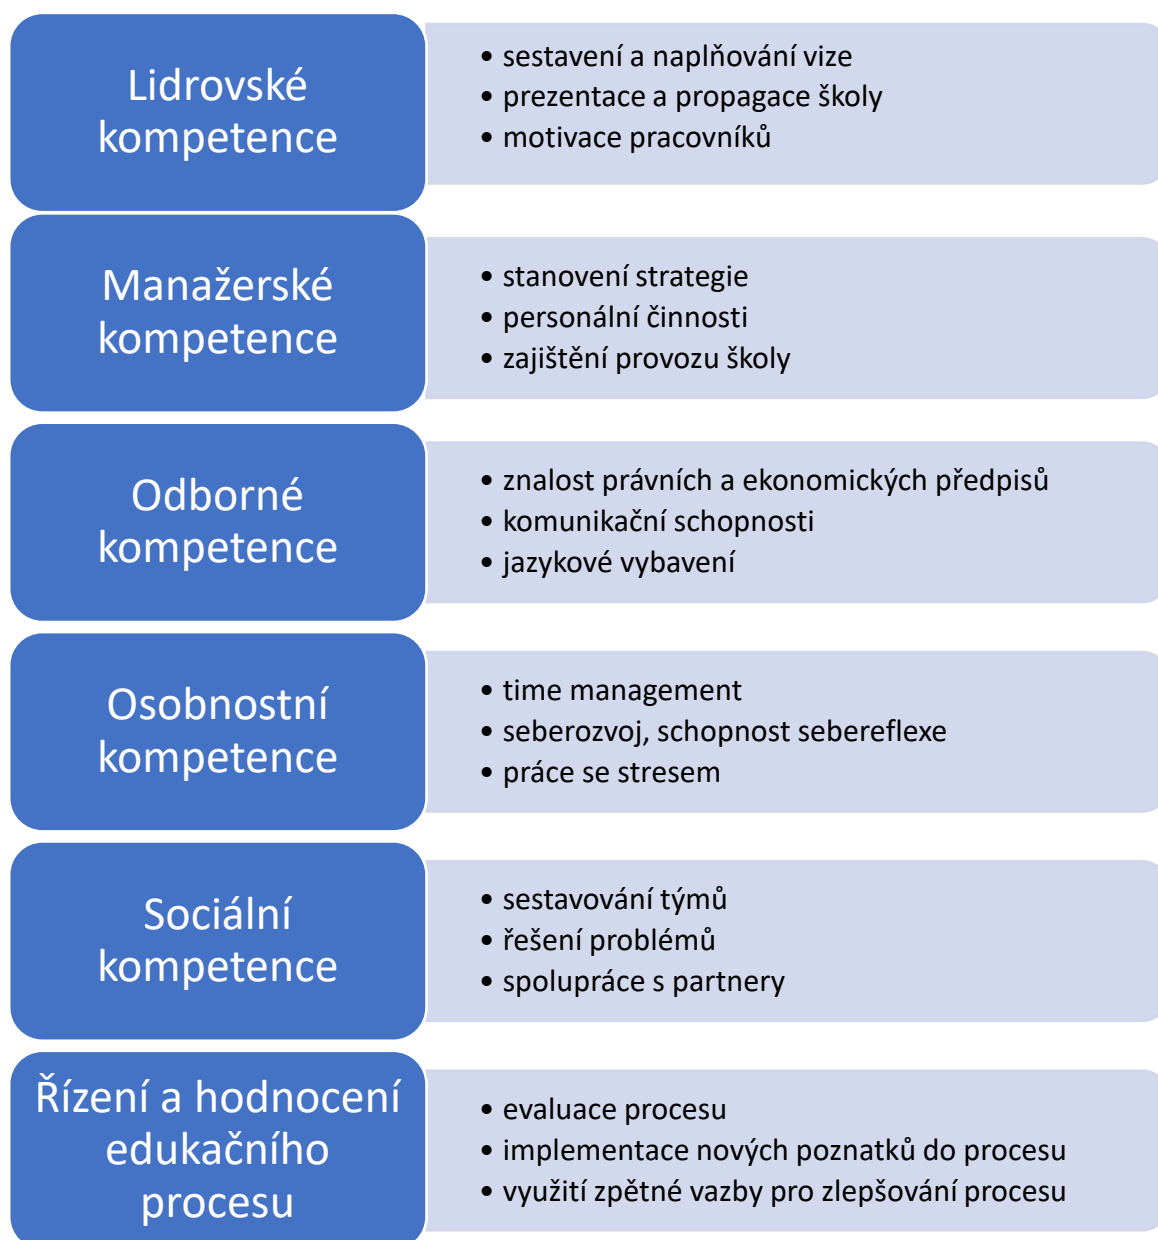 Lidrovské
kompetence
• sestavení a naplňování vize
• prezentace a propagace školy
• motivace pracovníků
Manažerské
kompetence
• stanovení strategie
• personální činnosti
• zajištění provozu školy
Odborné
kompetence
• znalost právních a ekonomických předpisů
• komunikační schopnosti
• jazykové vybavení
Osobnostní
kompetence
• time management
• seberozvoj, schopnost sebereflexe
• práce se stresem
Sociální
kompetence
• sestavování týmů
• řešení problémů
• spolupráce s partnery
Řízení a hodnocení
edukačního
procesu
• evaluace procesu
• implementace nových poznatků do procesu
• využití zpětné vazby pro zlepšování procesu